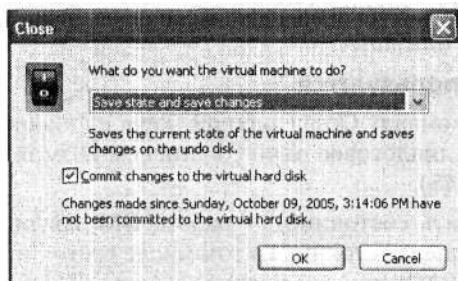 Close
What do you want the virtual machine to do?
Save state and save changes
Saves the current state of the virtual machine and saves
changes on the undo disk.
Commit changes to the virtual hard disk
Changes made since Sunday, October 09, 2005, 3:14:06 PM have
not been committed to the virtual hard disk.
OK
Cancel